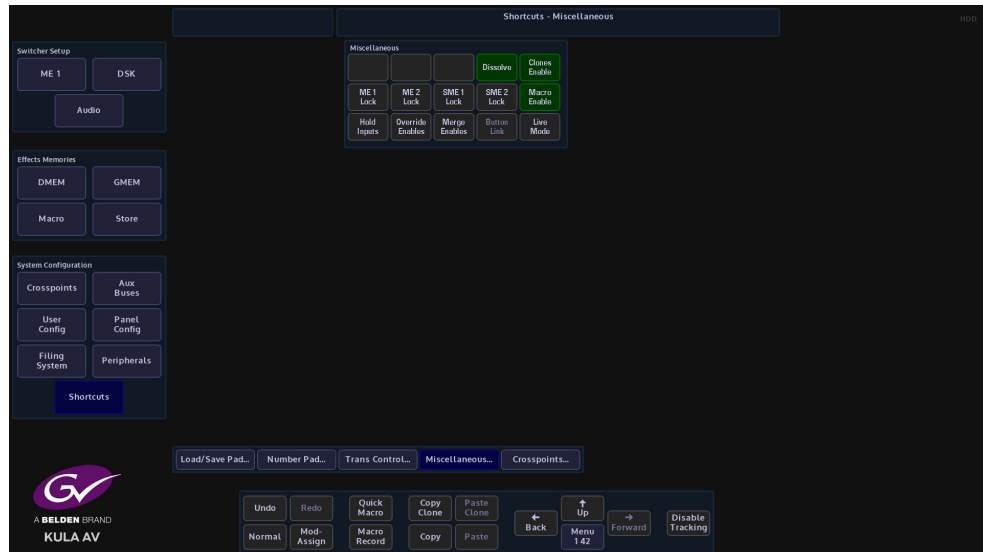 Shortcuts - Miscellaneous
HDD
Switcher Setup
ME 1
DSK
Audio
Effects Memories
DMEM
GMEM
Macro
Store
System Configuration
Crosspoints
Aux
Buses
User
Config
Panel
Config
Filing
System
Peripherals
Shortcuts
Miscellaneous
Dissolve
Clones
Enable
ME 1
Lock
ME 2
Lock
SME 1
Lock
SME 2
Lock
Macro
Enable
Hold
Inputs
Override
Enables
Merge
Enables
Button
Link
Live
Mode
Load/Save Pad...
Number Pad...
Trans Control...
Miscellaneous...
Crosspoints...
GV
A BELDEN BRAND
KULA AV
Undo
Redo
Normal
Mod-
Assign
Quick
Macro
Macro
Record
Copy
Clone
Paste
Clone
Copy
Paste
← 
Back
↑
Up
Menu
142
→
Forward
Disable
Tracking